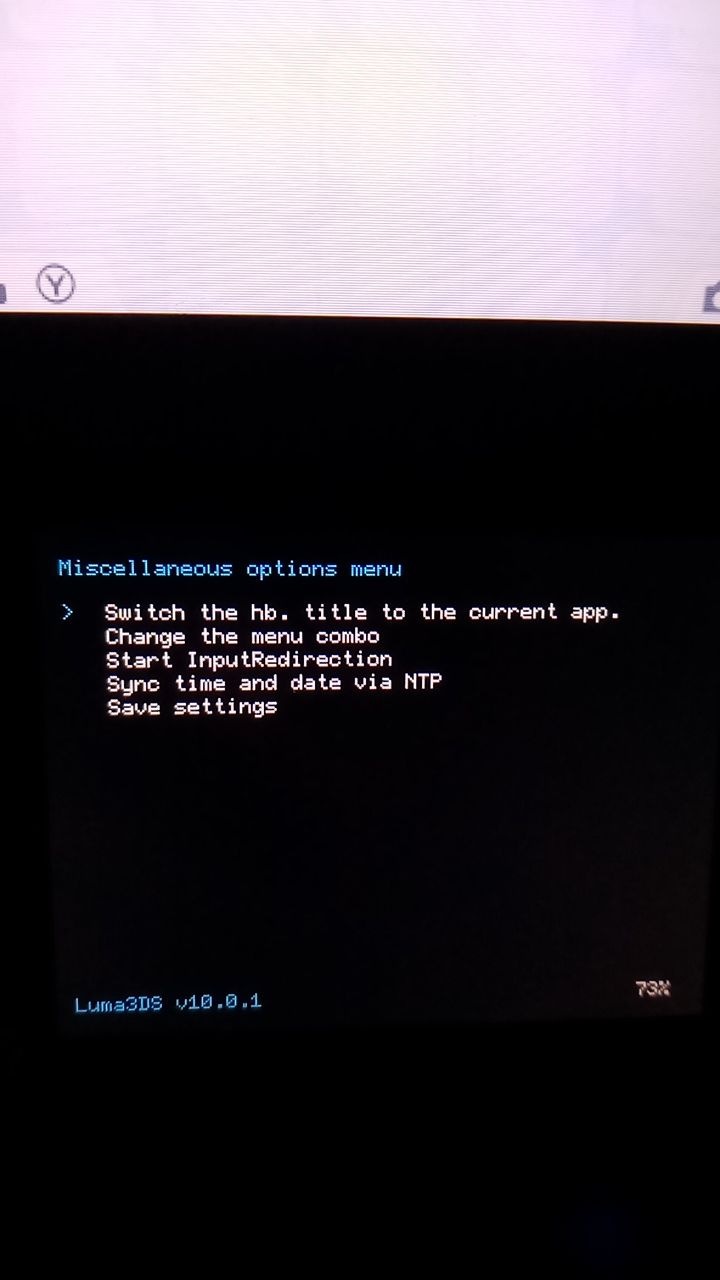 Y
Miscellaneous options menu
> Switch the hb. title to the current app.
Change the menu combo
Start InputRedirection
Sync time and date via NTP
Save settings
73%
Luma3DS v10.0.1